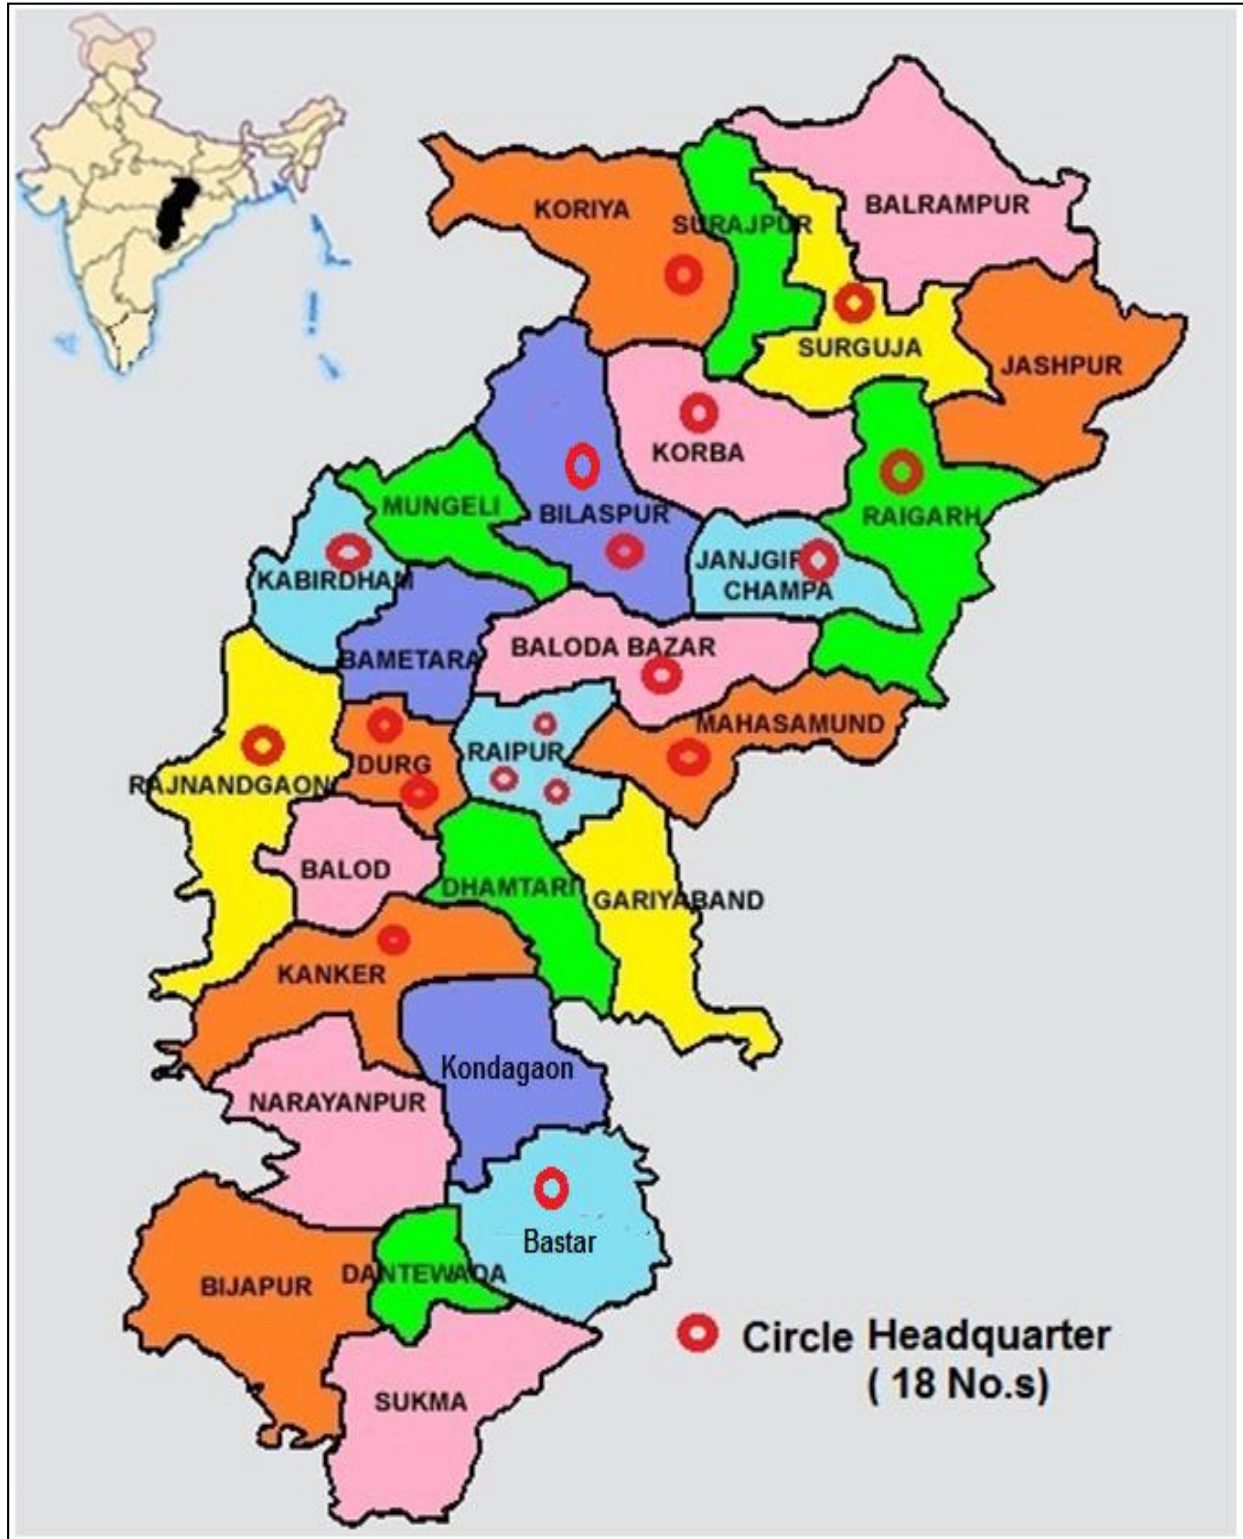 BALRAMPUR
KORIYA
SURAJPUR
SURGUJA
JASHPUR
KORBA
MUNGELI
BILASPUR
RAIGARH
JANJGIR
CHAMPA
KABIRDHAM
BAMETARA
BALODA BAZAR
MAHASAMUND
RAIPUR
DURG
RAJNANDGAON
BALOD
DHAMTARI
GARIYABAND
KANKER
Kondagaon
NARAYANPUR
Bastar
DANTEWADA
BIJAPUR
SUKMA
Circle Headquarter
( 18 No.s)